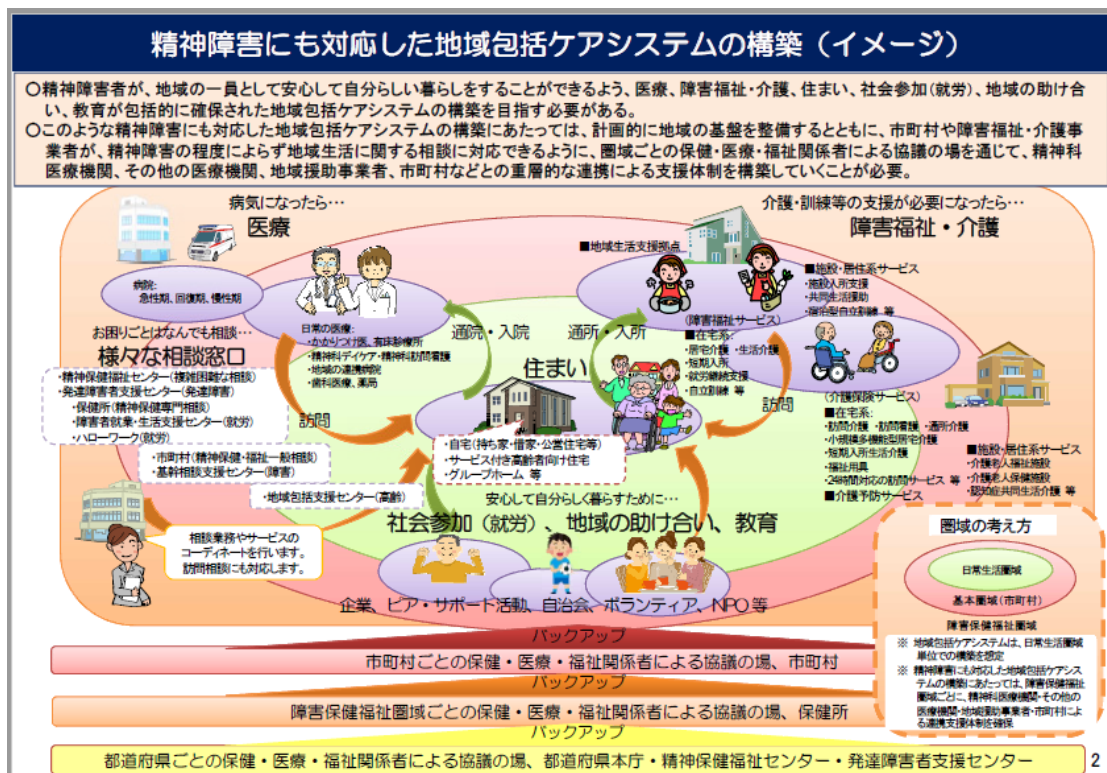 精神障害にも対応した地域包括ケアシステムの構築（イメージ）
○精神障害者が、地域の一員として安心して自分らしい暮らしをすることができるよう、医療、障害福祉・介護、住まい、社会参加(就労)、地域の助け合
い、教育が包括的に確保された地域包括ケアシステムの構築を目指す必要がある。
○このような精神障害にも対応した地域包括ケアシステムの構築にあたっては、計画的に地域の基盤を整備するとともに、市町村や障害福祉・介護事
業者が、精神障害の程度によらず地域生活に関する相談に対応できるように、圏域ごとの保健・医療・福祉関係者による協議の場を通じて、精神科
医療機関、その他の医療機関、地域援助事業者、市町村などとの重層的な連携による支援体制を構築していくことが必要。
病気になったら…
医療
病院:
急性期、回復期、慢性期
日常の医療:
・かかりつけ医、有床診療所
・精神科デイケア・精神科訪問看護
・地域の連携病院
・歯科医療、薬局
介護・訓練等の支援が必要になったら…
障害福祉・介護
■地域生活支援拠点
■施設・居住系サービス
・施設入所支援
・共同生活援助
・宿泊型自立訓練 等
(障害福祉サービス)
■在宅系:
・居宅介護 ・生活介護
・短期入所
・就労継続支援
・自立訓練 等
(介護保険サービス)
■在宅系:
・訪問介護 ・訪問看護 ・通所介護
・小規模多機能型居宅介護
・短期入所生活介護
・福祉用具
・24時間対応の訪問サービス 等
■介護予防サービス
■施設・居住系サービス
・介護老人福祉施設
・介護老人保健施設
・認知症共同生活介護 等
お困りごとはなんでも相談…
様々な相談窓口
・精神保健福祉センター(複雑困難な相談)
・発達障害者支援センター(発達障害)
・保健所(精神保健専門相談)
・障害者就業・生活支援センター(就労)
・ハローワーク(就労)
・市町村(精神保健・福祉一般相談)
・基幹相談支援センター(障害)
・地域包括支援センター(高齢)
相談業務やサービスの
コーディネートを行います。
訪問相談にも対応します。
通院・入院
通所・入所
訪問
訪問
住まい
・自宅(持ち家・借家・公営住宅等)
・サービス付き高齢者向け住宅
・グループホーム 等
安心して自分らしく暮らすために…
社会参加(就労)、地域の助け合い、教育
企業、ピア・サポート活動、自治会、ボランティア、NPO等
圏域の考え方
日常生活圏域
基本圏域(市町村)
障害保健福祉圏域
※ 地域包括ケアシステムは、日常生活圏域
単位での構築を想定
※ 精神障害にも対応した地域包括ケアシス
テムの構築にあたっては、障害保健福祉
圏域ごとに、精神科医療機関・その他の
医療機関・地域援助事業者・市町村によ
る連携支援体制を確保
バックアップ
市町村ごとの保健・医療・福祉関係者による協議の場、市町村
バックアップ
障害保健福祉圏域ごとの保健・医療・福祉関係者による協議の場、保健所
バックアップ
都道府県ごとの保健・医療・福祉関係者による協議の場、都道府県本庁・精神保健福祉センター・発達障害者支援センター
2